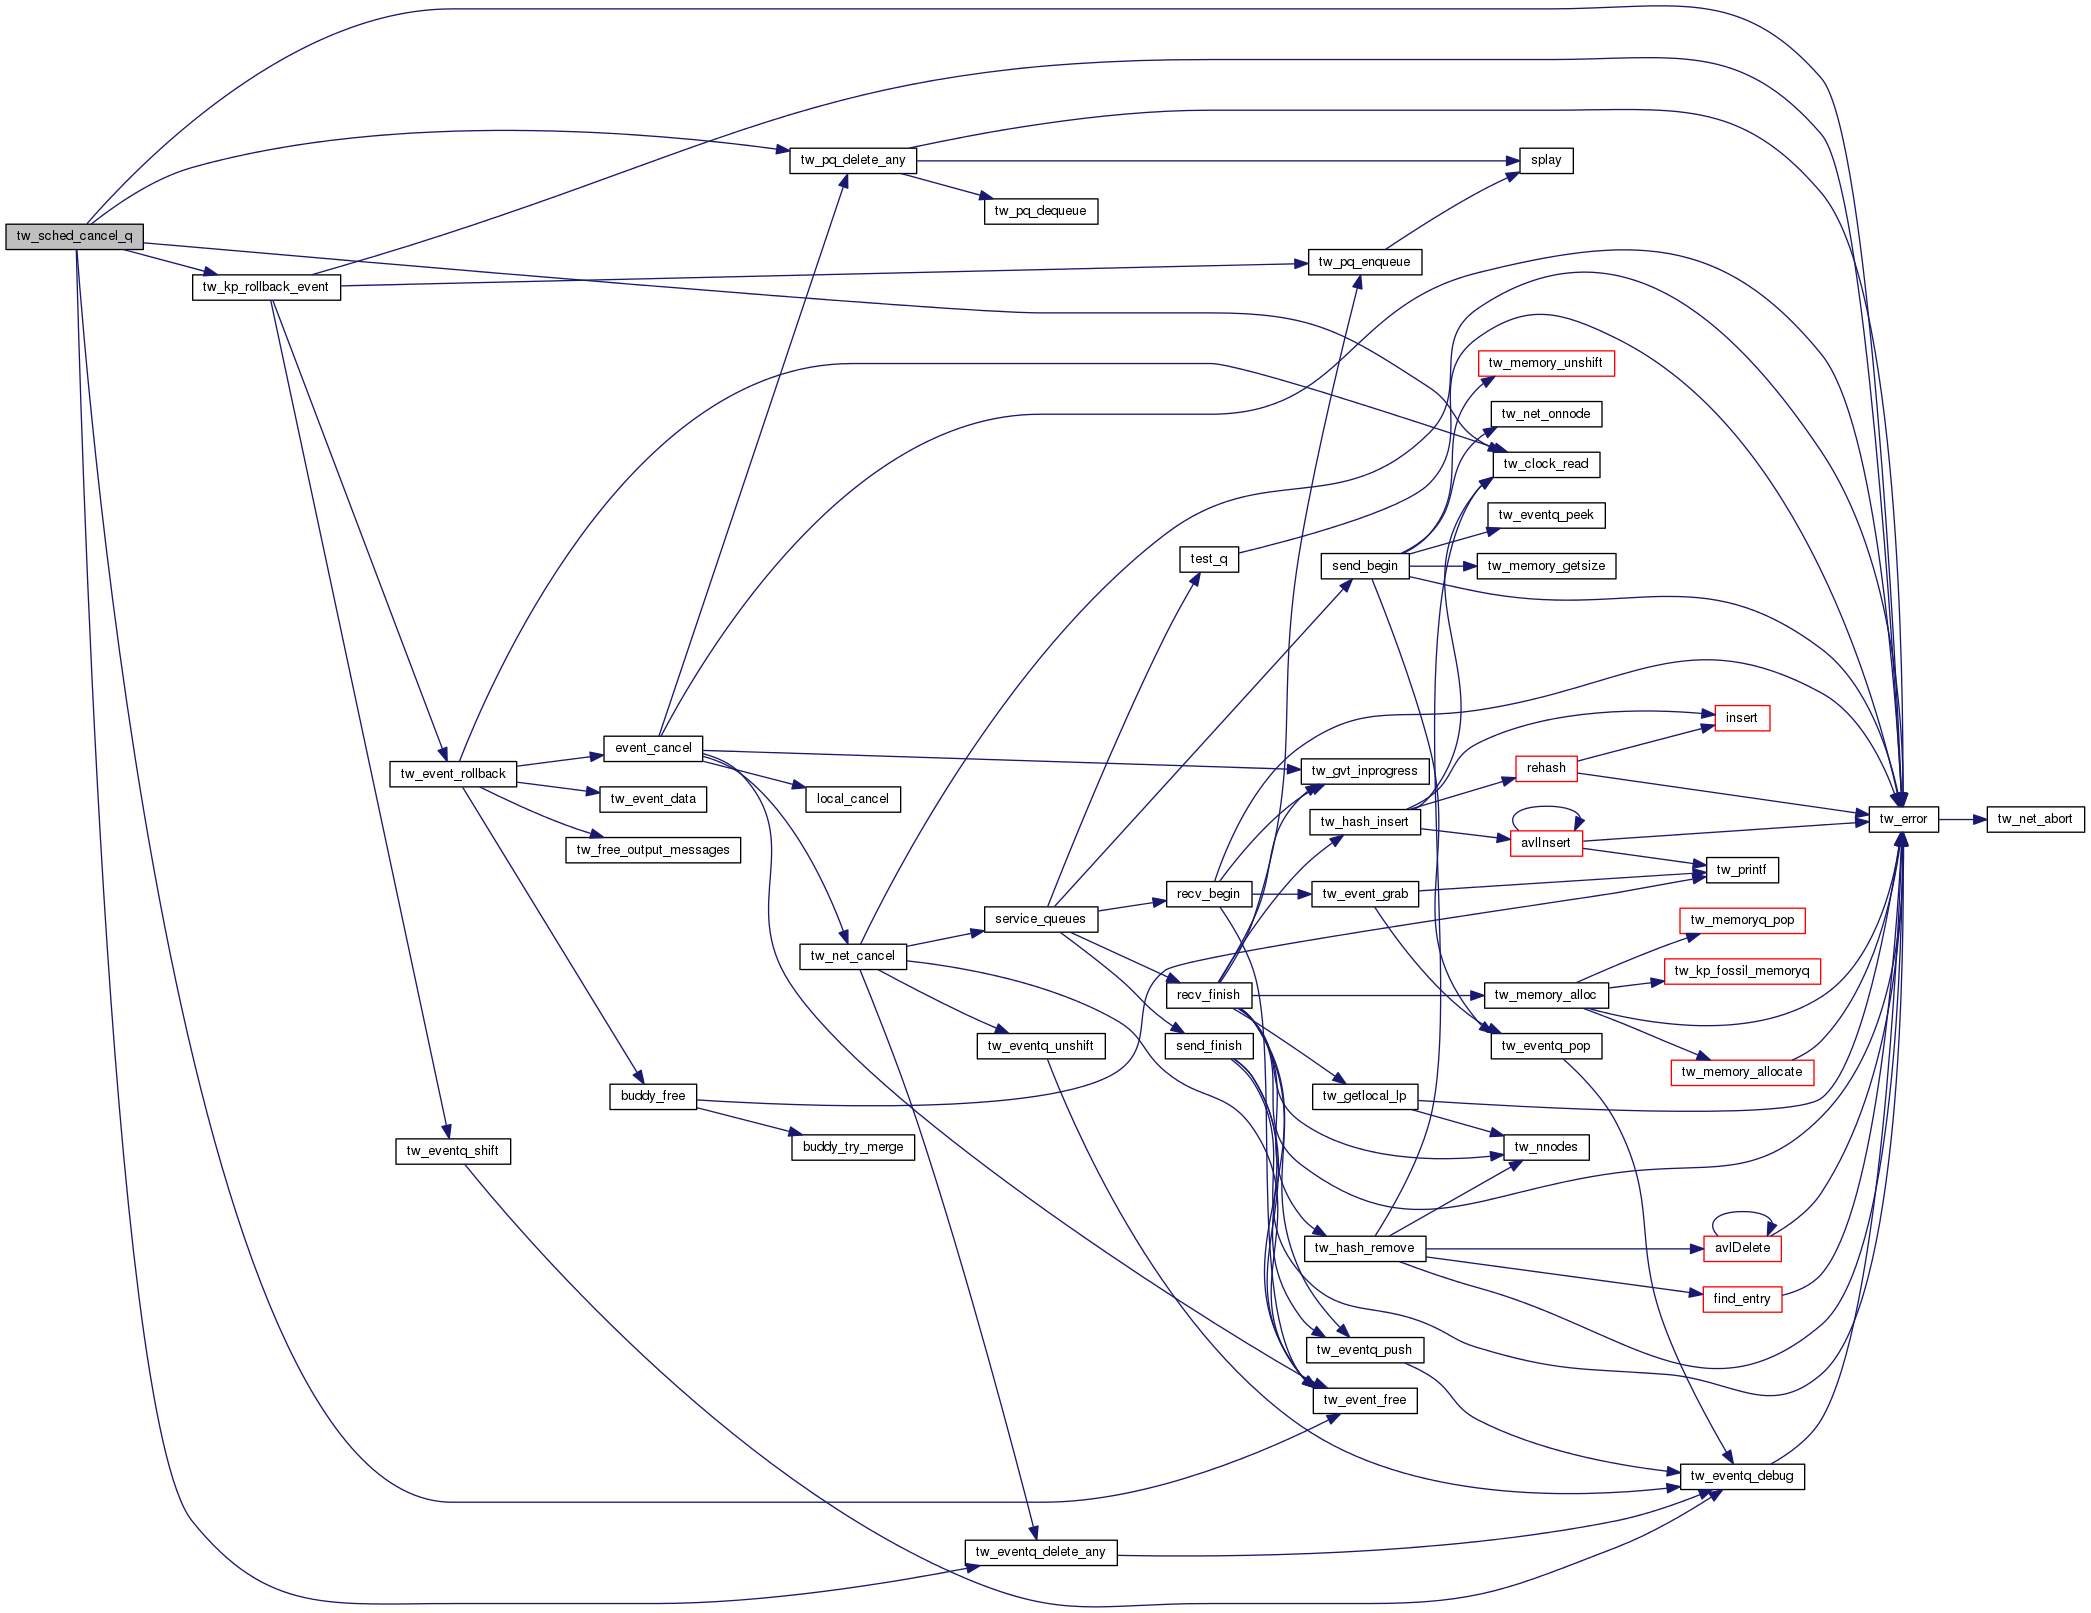 tw_sched_cancel_q
tw_kp_rollback_event
tw_event_rollback
tw_eventq_shift
event_cancel
tw_event_data
tw_free_output_messages
buddy_free
tw_pq_delete_any
local_cancel
tw_net_cancel
buddy_try_merge
tw_pq_dequeue
service_queues
tw_eventq_unshift
tw_eventq_delete_any
test_q
recv_begin
recv_finish
send_finish
tw_pq_enqueue
send_begin
tw_gvt_inprogress
tw_hash_insert
tw_event_grab
tw_getlocal_lp
tw_hash_remove
tw_eventq_push
tw_event_free
splay
tw_memory_unshift
tw_net_onnode
tw_clock_read
tw_eventq_peek
tw_memory_getsize
rehash
avlInsert
tw_memory_alloc
tw_eventq_pop
tw_nnodes
insert
tw_printf
tw_memoryq_pop
tw_kp_fossil_memoryq
tw_memory_allocate
avlDelete
find_entry
tw_eventq_debug
tw_error
tw_net_abort